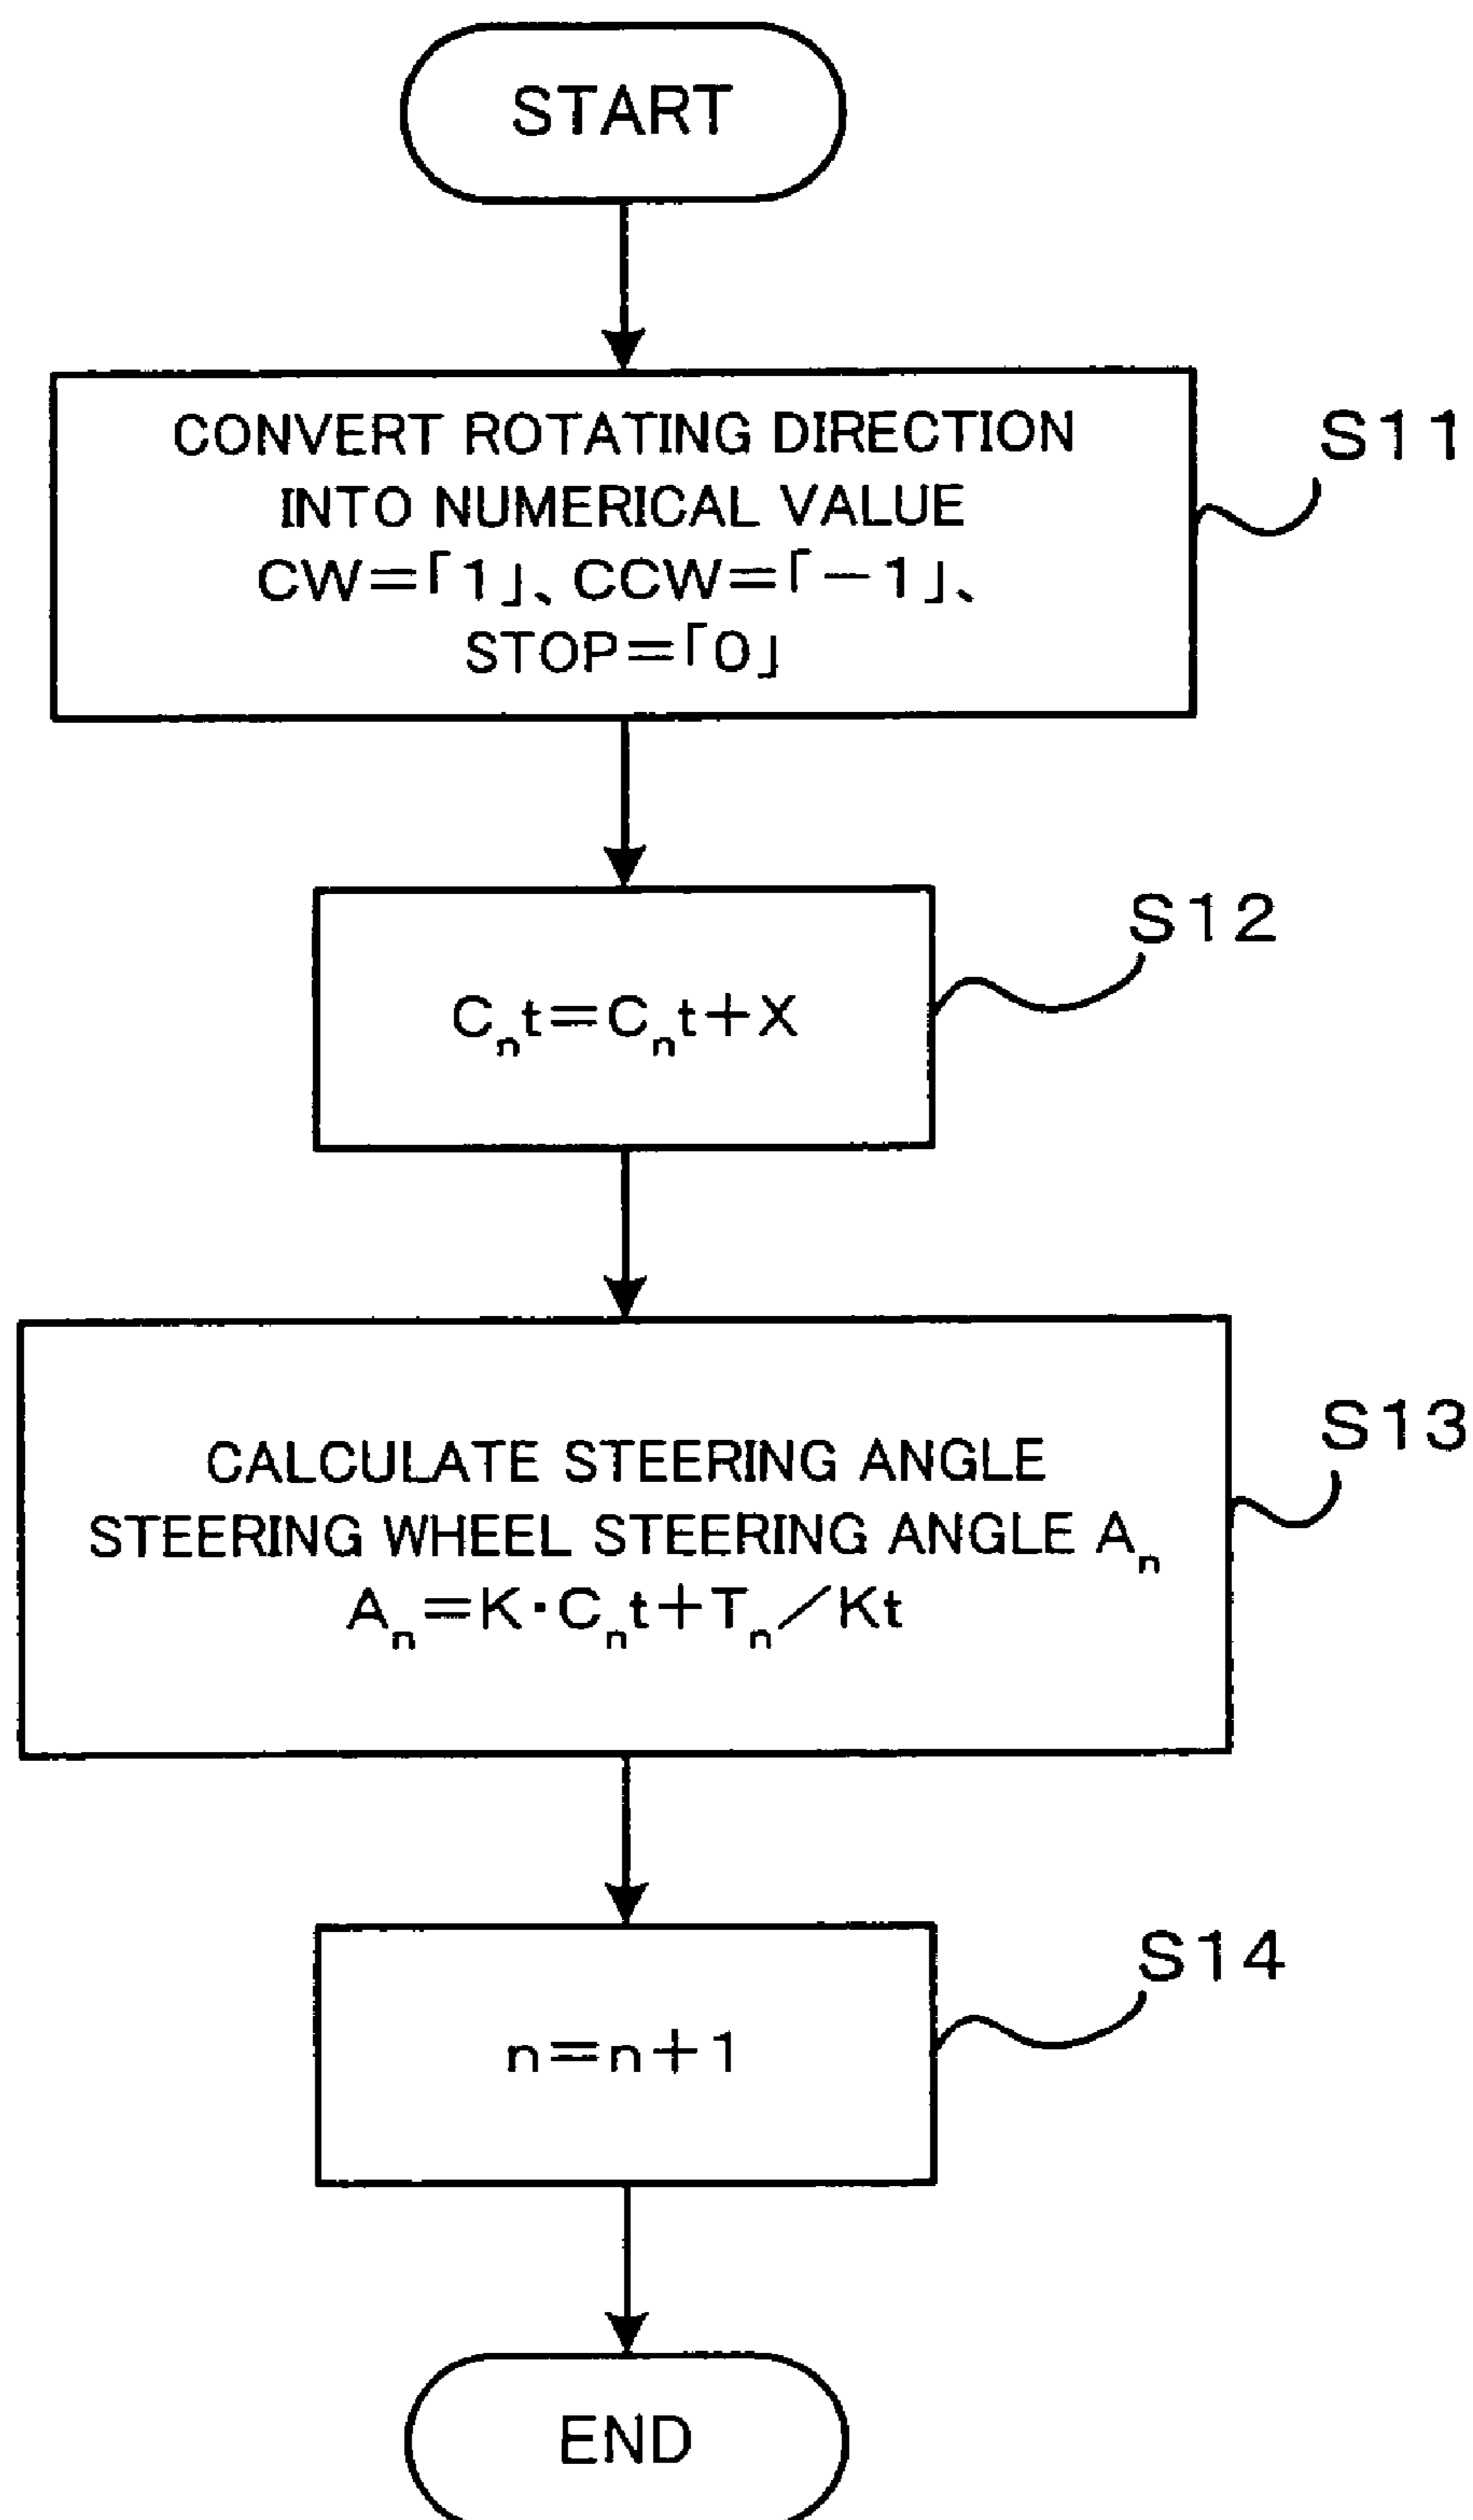 START
CONVERT ROTATING DIRECTION
INTO NUMERICAL VALUE
CW=「1」、CCW=「-1」、
STOP=「0」
S11
Cₙt=Cₙt+X
S12
CALCULATE STEERING ANGLE
STEERING WHEEL STEERING ANGLE Aₙ
Aₙ=K·Cₙt+Tₙ/Kt
S13
n=n+1
S14
END